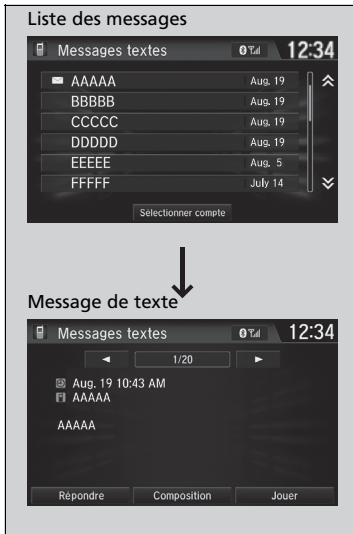 Liste des messages
Messages textes 12:34
AAAAA Aug. 19
BBBBB Aug. 19
CCCCC Aug. 19
DDDDD Aug. 19
EEEEE Aug. 5
FFFFF July 14
Sélectionner compte
Message de texte
Messages textes 12:34
1/20
Aug. 19 10:43 AM
AAAAA
AAAAA
Répondre Composition Jouer